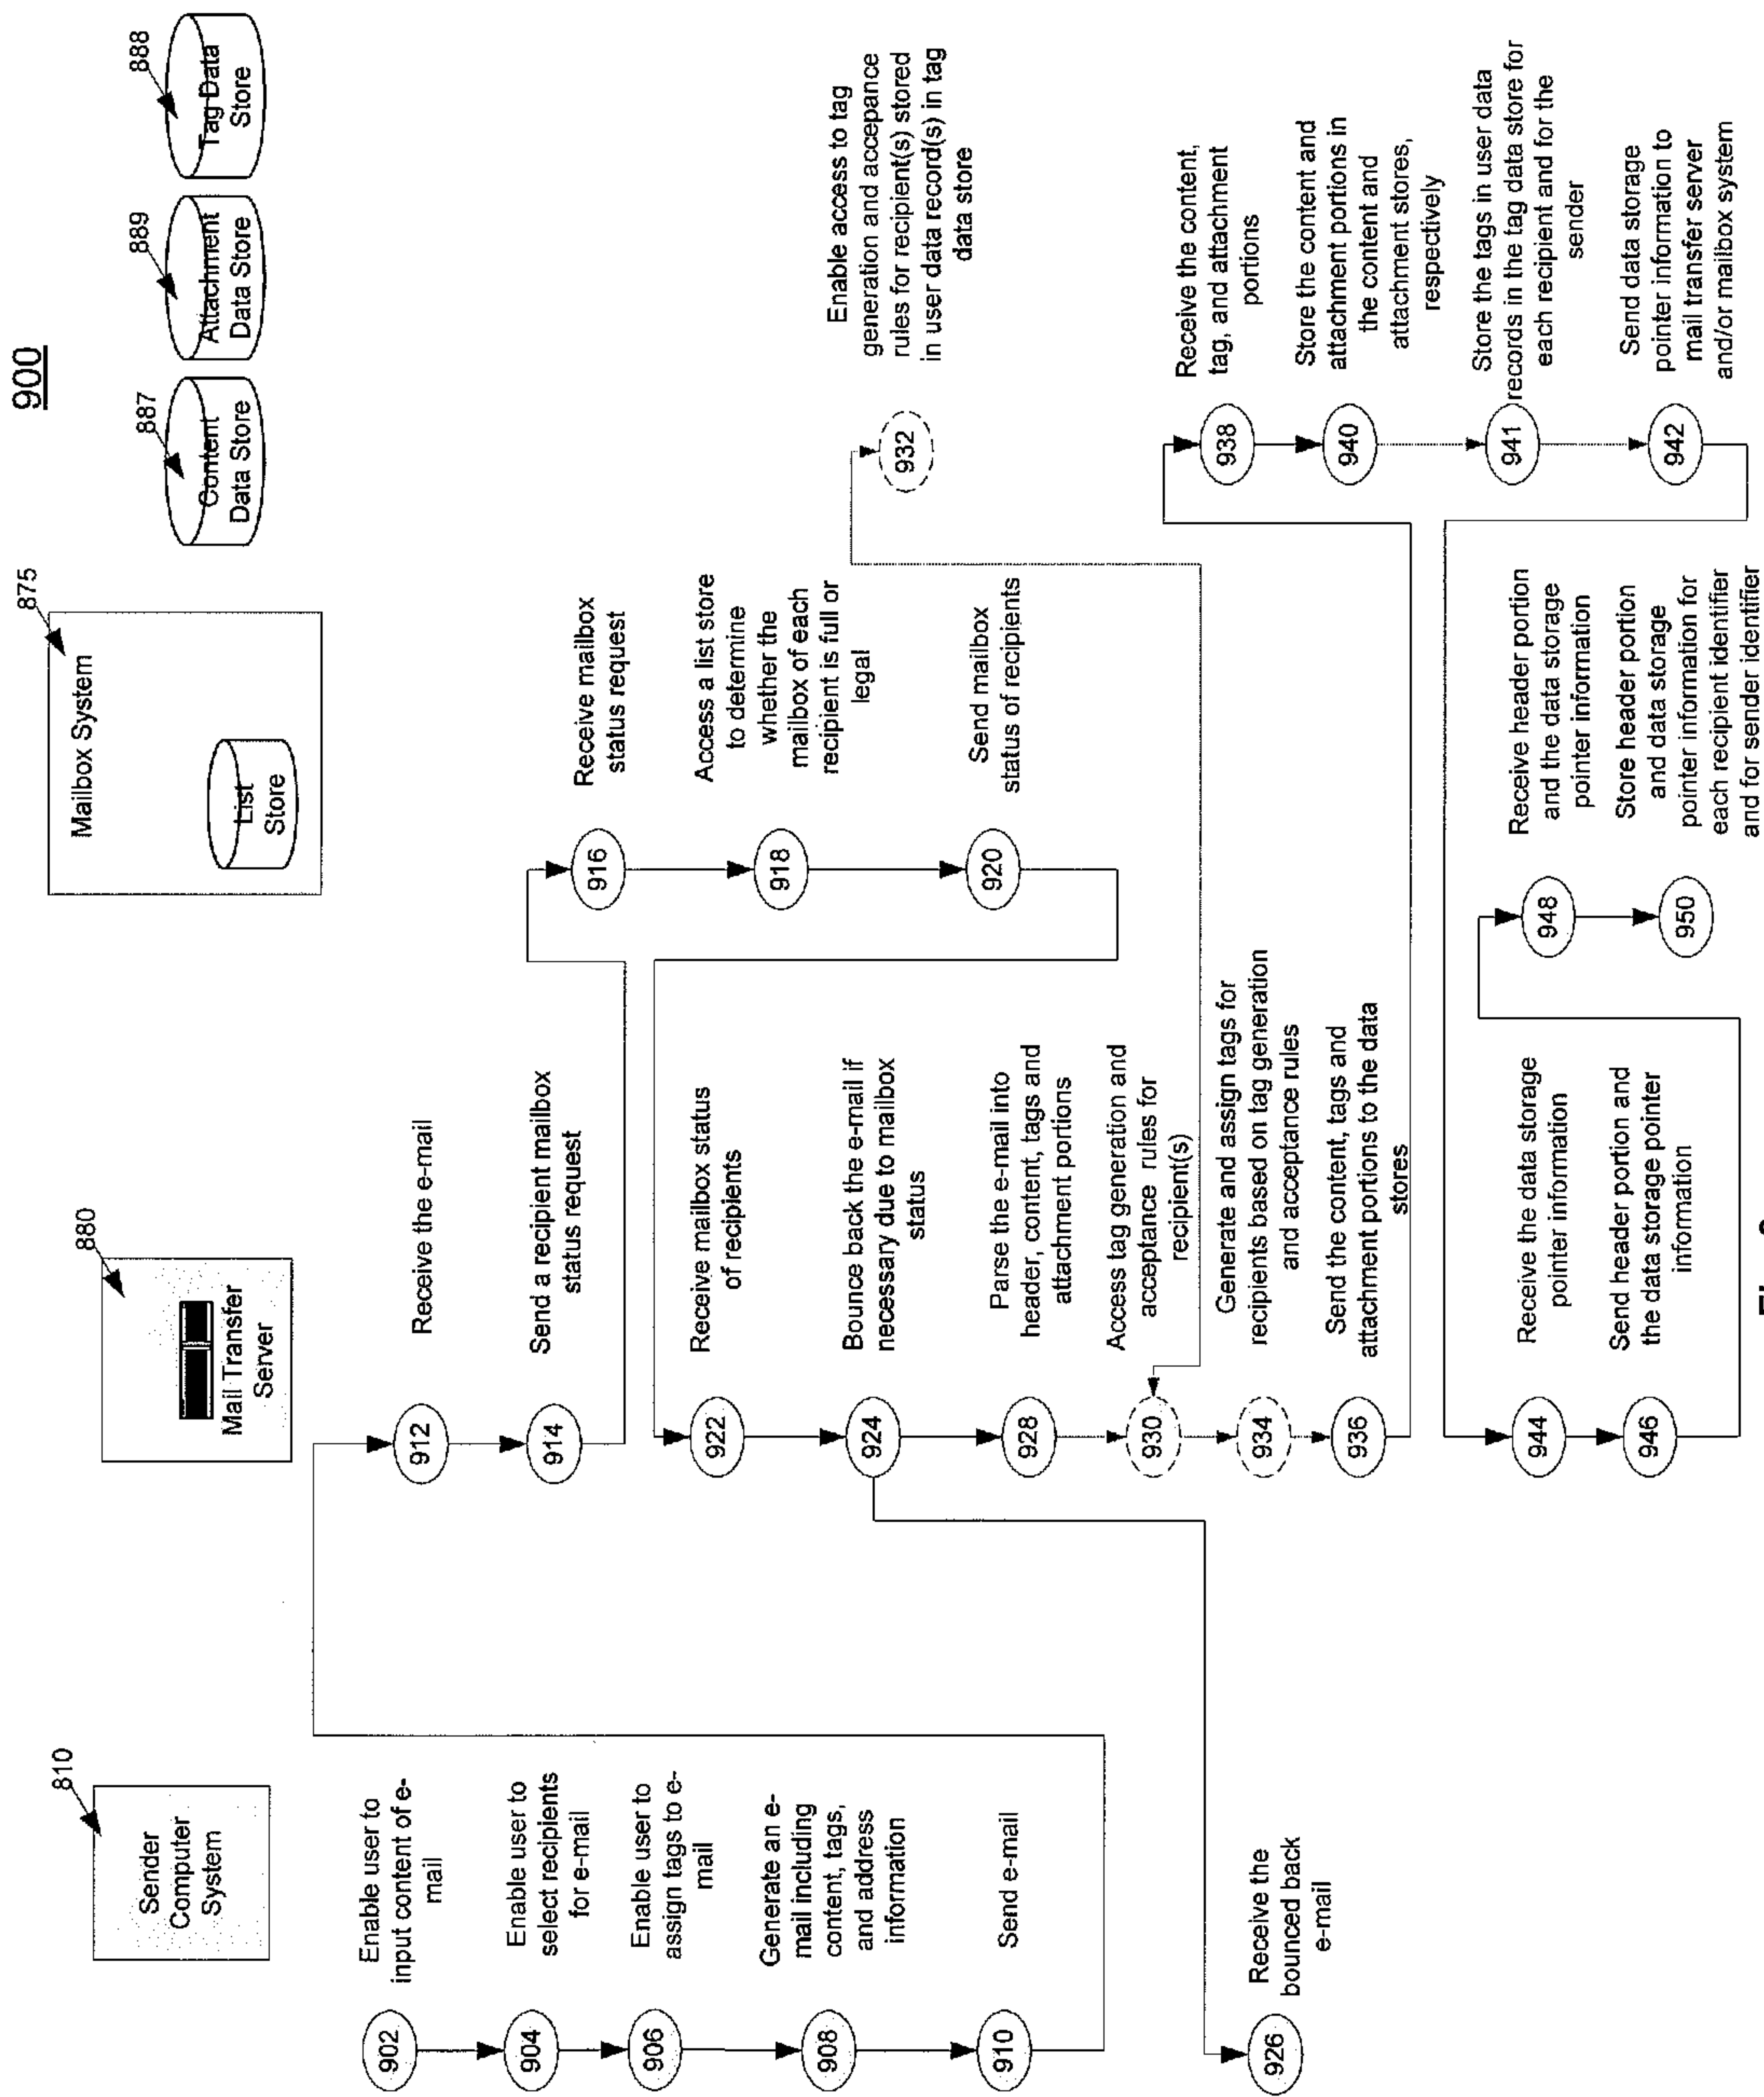 900
810
Sender
Computer
System
880
Mail Transfer
Server
875
Mailbox System
List
Store
887
Content
Data Store
889
Attachment
Data Store
888
Tag Data
Store
902
Enable user to
input content of e-
mail
904
Enable user to
select recipients
for e-mail
906
Enable user to
assign tags to e-
mail
908
Generate an e-
mail including
content, tags,
and address
information
910
Send e-mail
912
Receive the e-mail
914
Send a recipient mailbox
status request
916
Receive mailbox
status request
918
Access a list store
to determine
whether the
mailbox of each
recipient is full or
legal
920
Send mailbox
status of recipients
922
Receive mailbox status
of recipients
924
Bounce back the e-mail if
necessary due to mailbox
status
926
Receive the
bounced back
e-mail
928
Parse the e-mail into
header, content, tags and
attachment portions
930
Access tag generation and
acceptance rules for
recipient(s)
932
Enable access to tag
generation and accepance
rules for recipient(s) stored
in user data record(s) in tag
data store
934
Generate and assign tags for
recipients based on tag generation
and acceptance rules
936
Send the content, tags and
attachment portions to the data
stores
938
Receive the content,
tag, and attachment
portions
940
Store the content and
attachment portions in
the content and
attachment stores,
respectively
941
Store the tags in user data
records in the tag data store for
each recipient and for the
sender
942
Send data storage
pointer information to
mail transfer server
and/or mailbox system
944
Receive the data storage
pointer information
946
Send header portion and
the data storage pointer
information
948
Receive header portion
and the data storage
pointer information
950
Store header portion
and data storage
pointer information for
each recipient identifier
and for sender identifier